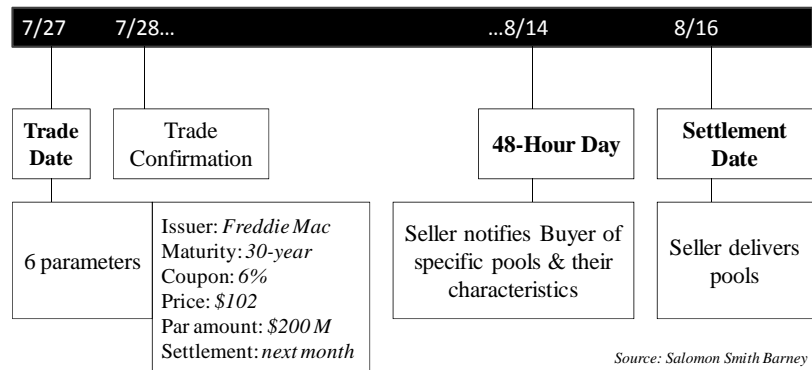 7/27 7/28... ...8/14 8/16
Trade
Date
Trade
Confirmation
48-Hour Day
Settlement
Date
6 parameters
Issuer: Freddie Mac
Maturity: 30-year
Coupon: 6%
Price: $102
Par amount: $200 M
Settlement: next month
Seller notifies Buyer of
specific pools & their
characteristics
Seller delivers
pools
Source: Salomon Smith Barney